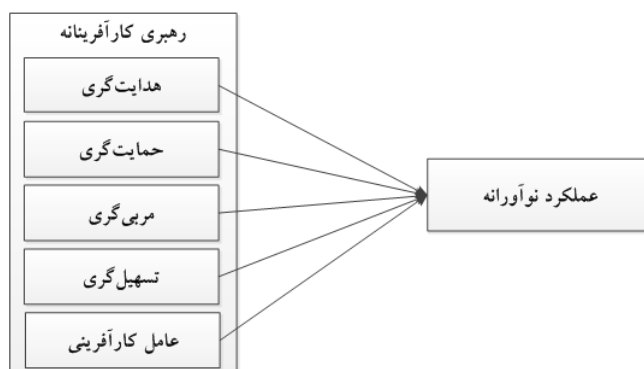 رهبری کارآفرینانه
هدایت‌گری
حمایت‌گری
مربی‌گری
تسهیل‌گری
عامل کارآفرینی
عملکرد نوآورانه